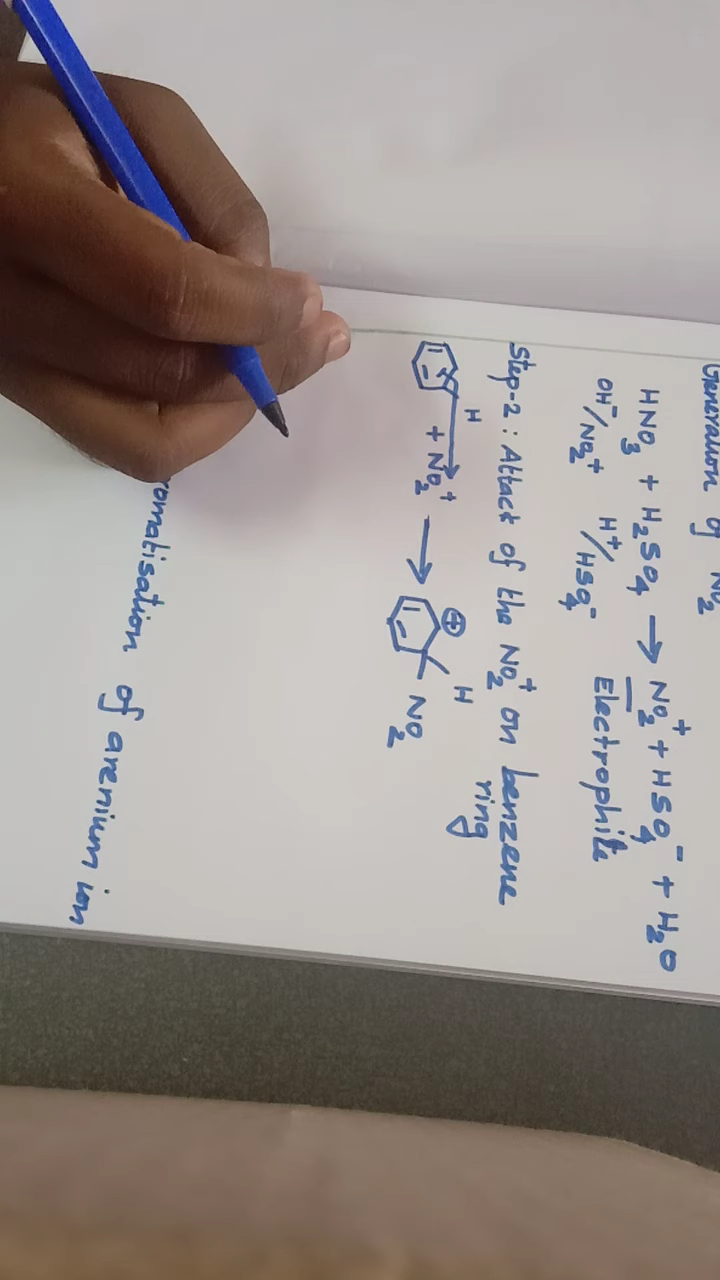 Generation of NO2
HNO3 + H2SO4 → NO2+ + HSO4- + H2O
OH-/NO2+ H+/HSO4- Electrophile
Step-2 : Attack of the NO2+ on benzene
ring
H + NO2+ → ⊕ H NO2
romatisation of arenium ion